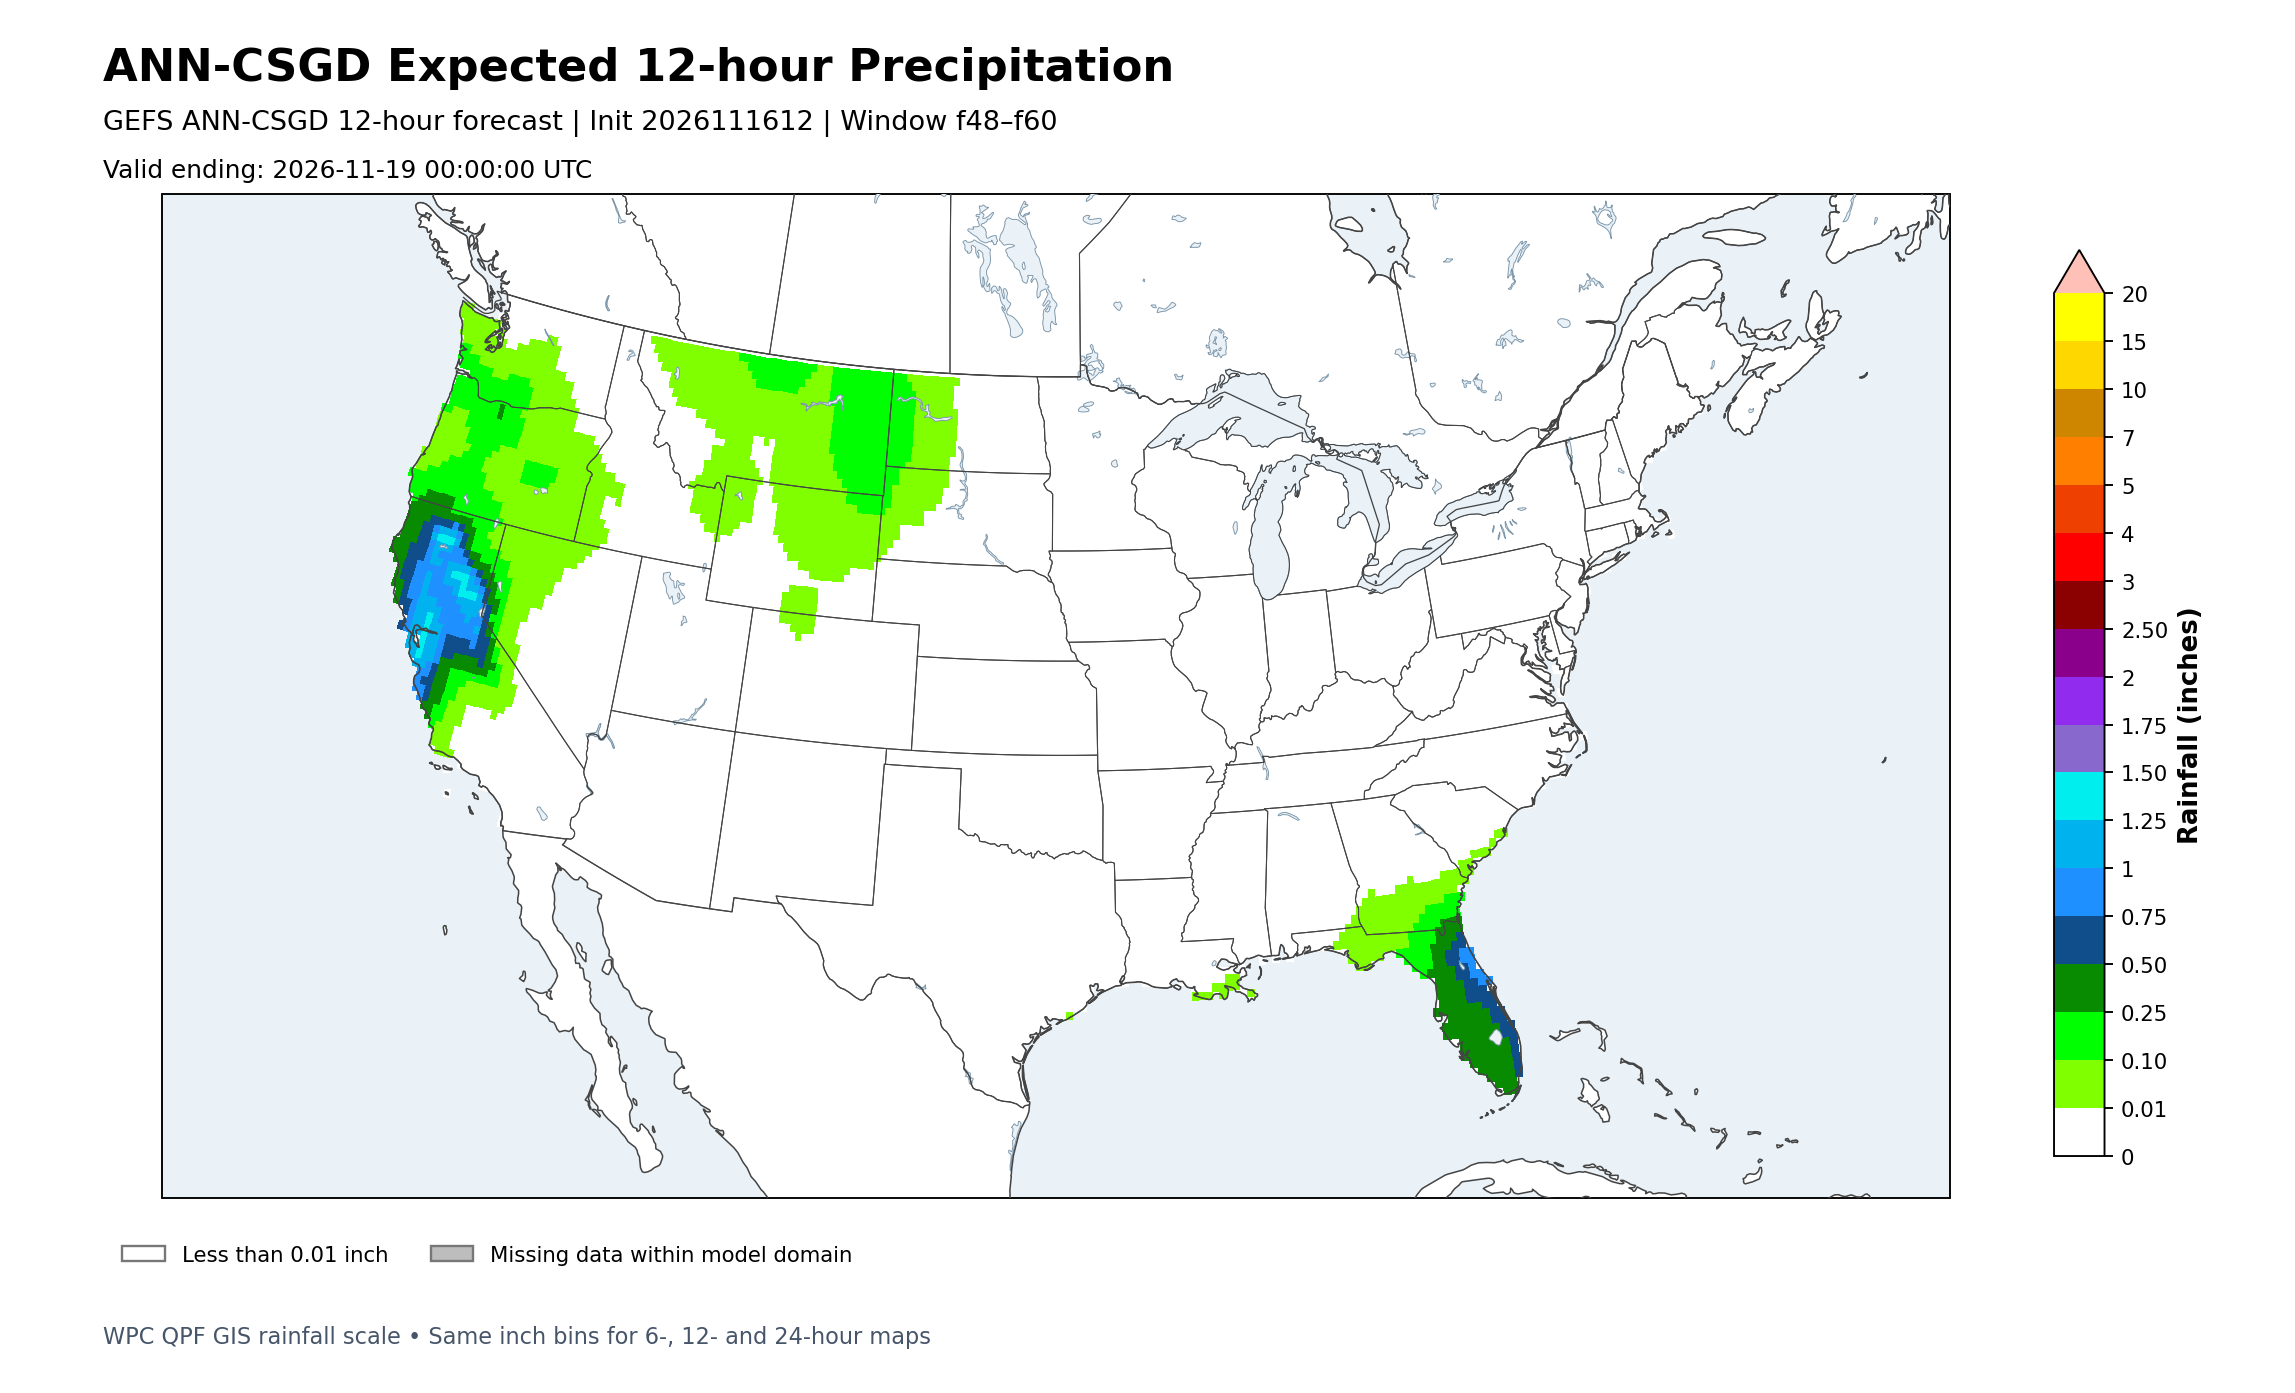 ANN-CSGD Expected 12-hour Precipitation
GEFS ANN-CSGD 12-hour forecast | Init 2026111612 | Window f48–f60
Valid ending: 2026-11-19 00:00:00 UTC
20
15
10
7
5
4
3
2.50
2
1.75
1.50
1.25
1
0.75
0.50
0.25
0.10
0.01
0
Rainfall (inches)
Less than 0.01 inch
Missing data within model domain
WPC QPF GIS rainfall scale • Same inch bins for 6-, 12- and 24-hour maps